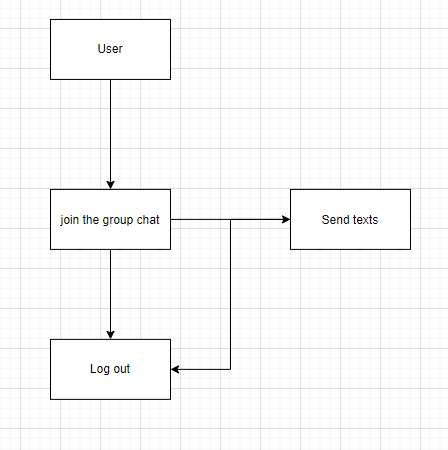 User
join the group chat
Send texts
Log out